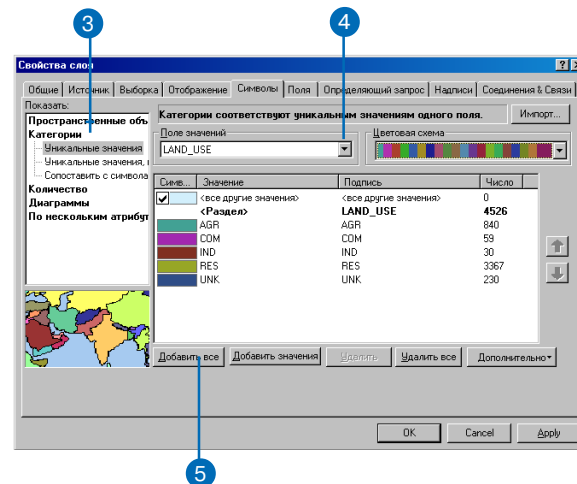 3
4
Свойства слоя
Общие Источник Выборка Отображение Символы Поля Определяющий запрос Надписи Соединения & Связи
Показать:
Пространственные объ
Категории
Уникальные значения
Уникальные значения,
Сопоставить с символа
Количество
Диаграммы
По нескольким атрибут
Категории соответствуют уникальным значениям одного поля.
Импорт...
Поле значений
LAND_USE
Цветовая схема
Симв... Значение Подпись Число
<все другие значения> <все другие значения> 0
<Раздел> LAND_USE 4526
AGR AGR 840
COM COM 59
IND IND 30
RES RES 3367
UNK UNK 230
Добавить все Добавить значения Удалить Удалить все Дополнительно
OK Cancel Apply
5